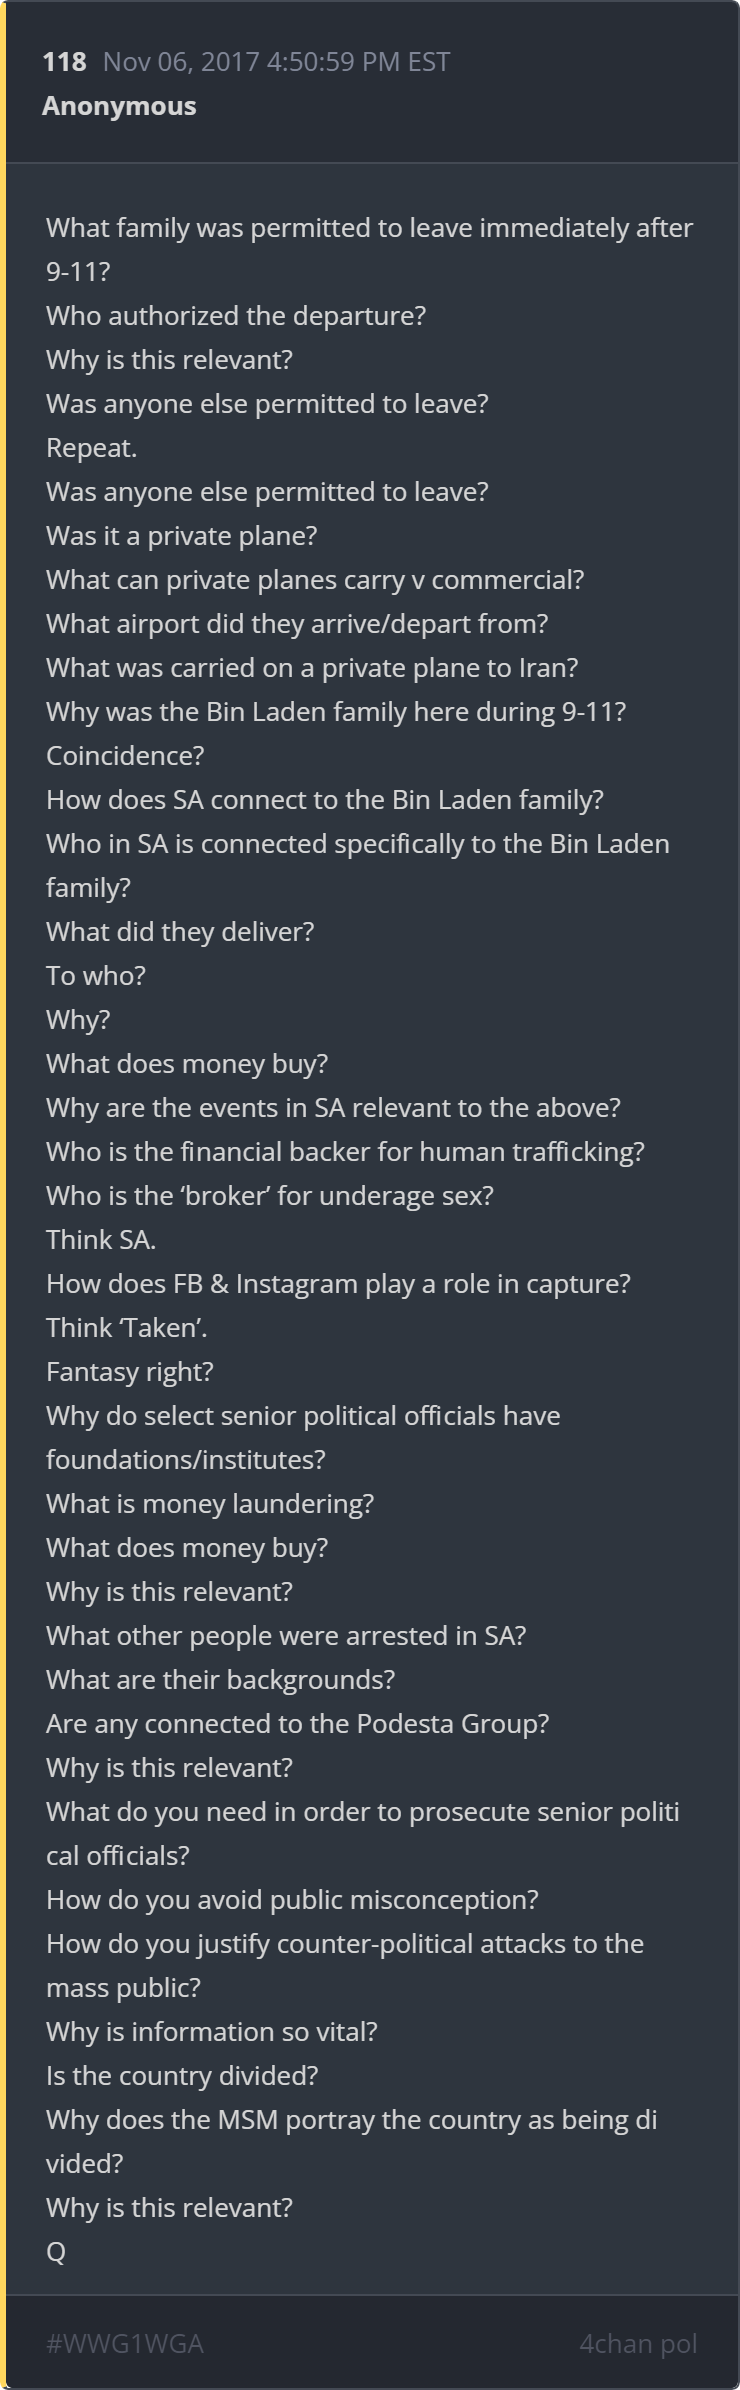 118 Nov 06, 2017 4:50:59 PM EST
Anonymous
What family was permitted to leave immediately after
9-11?
Who authorized the departure?
Why is this relevant?
Was anyone else permitted to leave?
Repeat.
Was anyone else permitted to leave?
Was it a private plane?
What can private planes carry v commercial?
What airport did they arrive/depart from?
What was carried on a private plane to Iran?
Why was the Bin Laden family here during 9-11?
Coincidence?
How does SA connect to the Bin Laden family?
Who in SA is connected specifically to the Bin Laden
family?
What did they deliver?
To who?
Why?
What does money buy?
Why are the events in SA relevant to the above?
Who is the financial backer for human trafficking?
Who is the ‘broker’ for underage sex?
Think SA.
How does FB & Instagram play a role in capture?
Think ‘Taken’.
Fantasy right?
Why do select senior political officials have
foundations/institutes?
What is money laundering?
What does money buy?
Why is this relevant?
What other people were arrested in SA?
What are their backgrounds?
Are any connected to the Podesta Group?
Why is this relevant?
What do you need in order to prosecute senior politi
cal officials?
How do you avoid public misconception?
How do you justify counter-political attacks to the
mass public?
Why is information so vital?
Is the country divided?
Why does the MSM portray the country as being di
vided?
Why is this relevant?
Q
#WWG1WGA 4chan pol